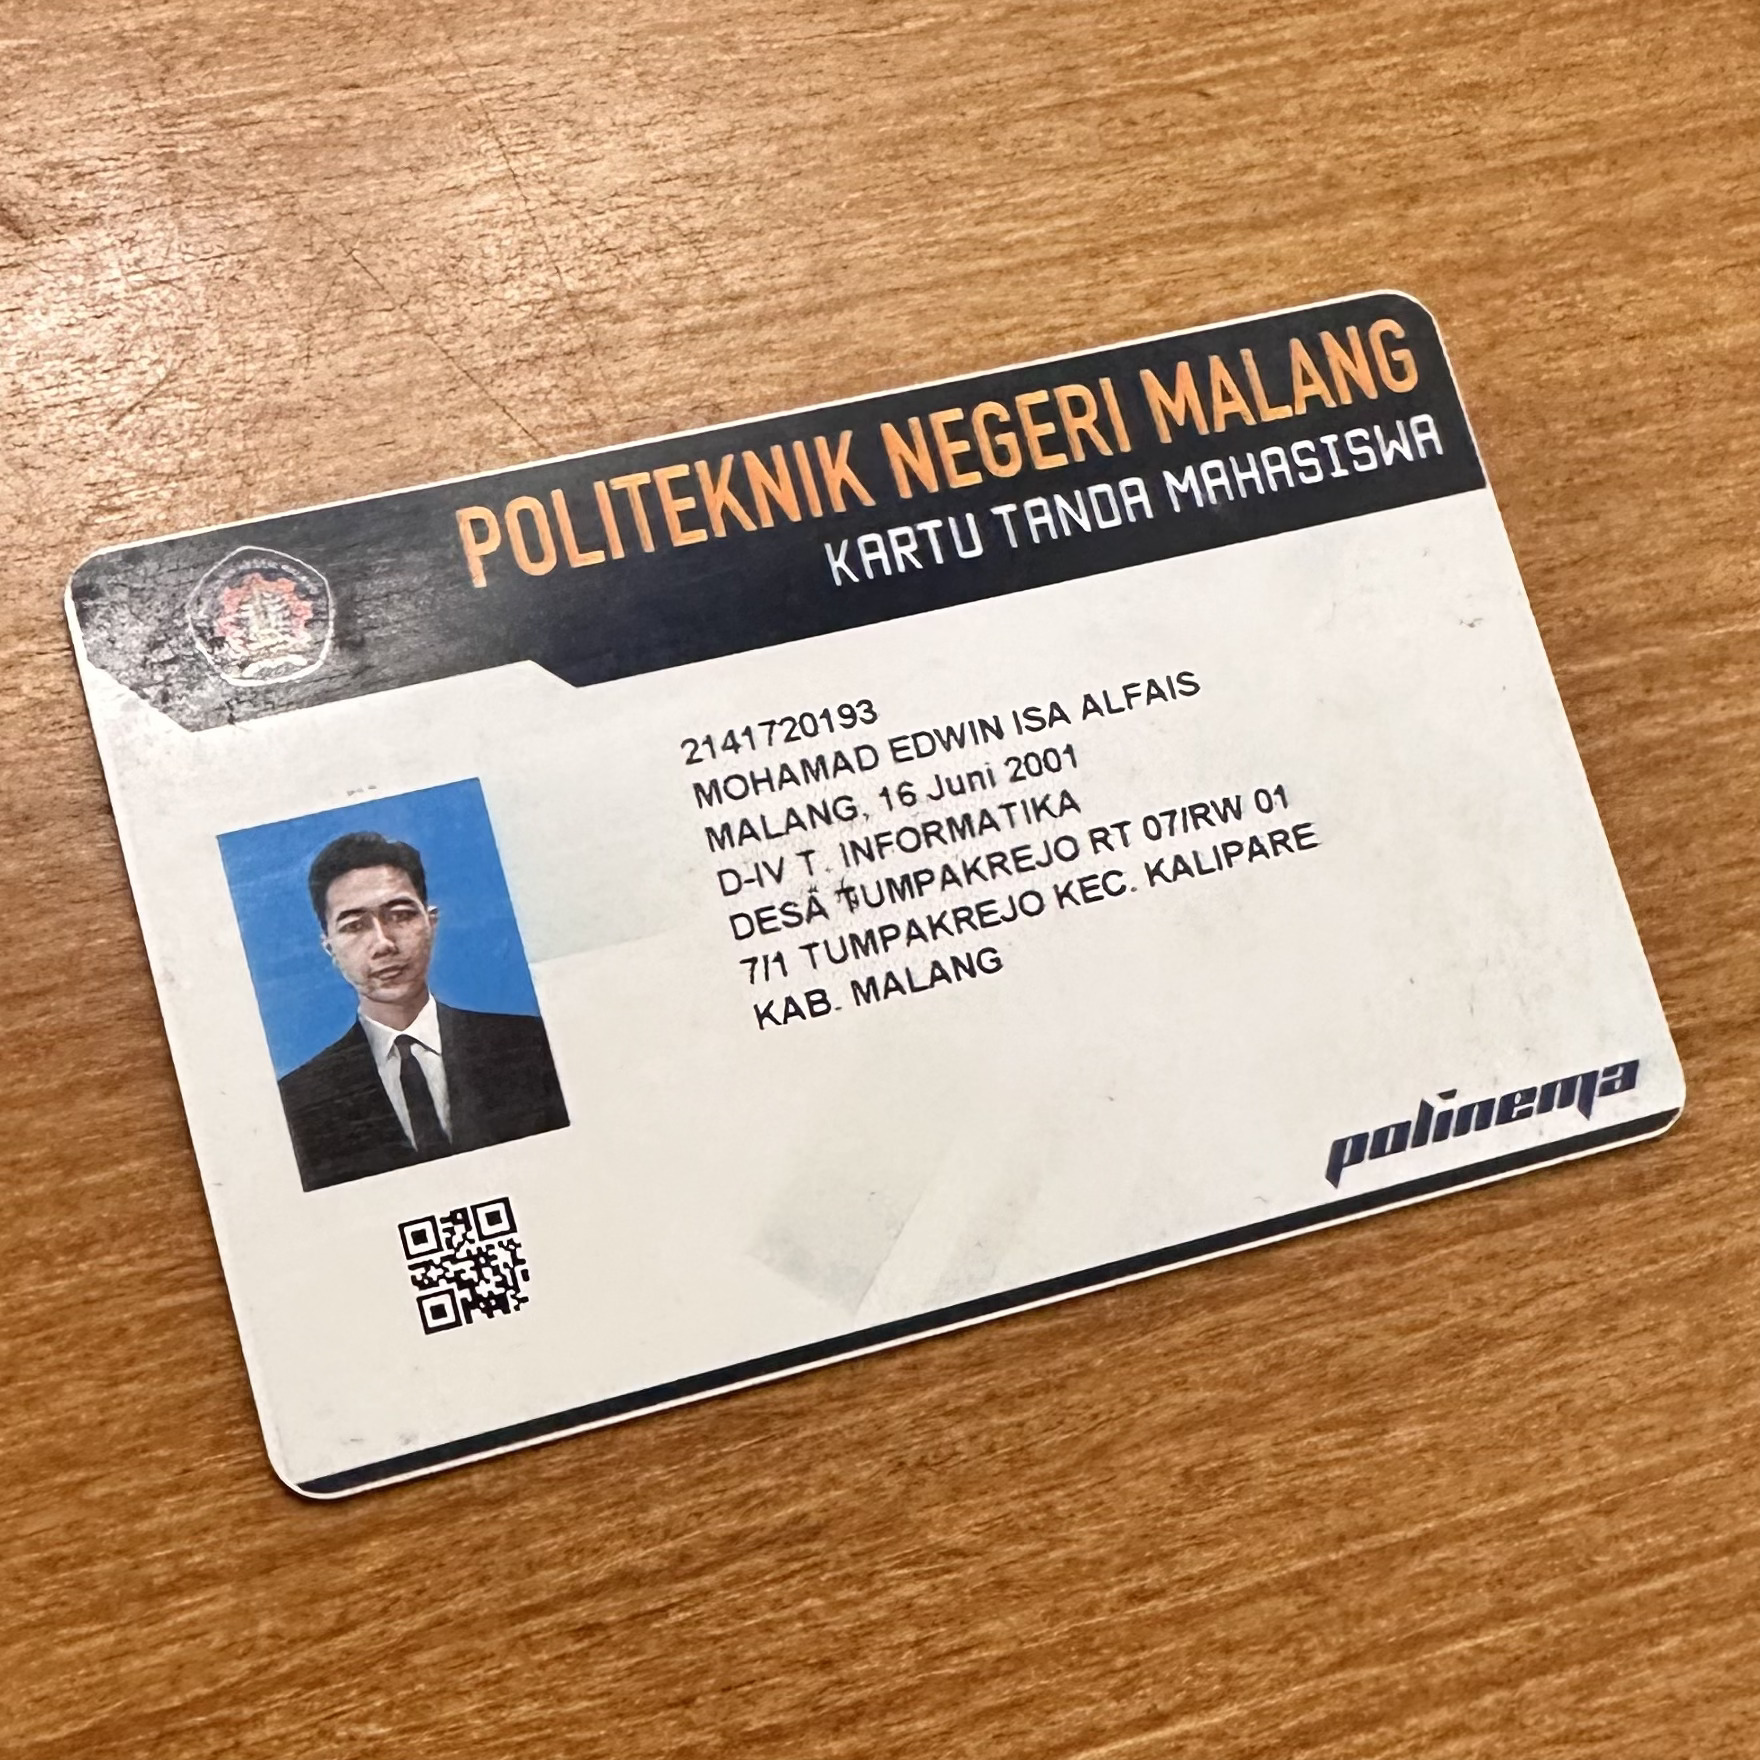 POLITEKNIK NEGERI MALANG
KARTU TANDA MAHASISWA
2141720193
MOHAMAD EDWIN ISA ALFAIS
MALANG, 16 Juni 2001
D-IV T. INFORMATIKA
DESA TUMPAKREJO RT 07/RW 01
7/1 TUMPAKREJO KEC. KALIPARE
KAB. MALANG
polinema